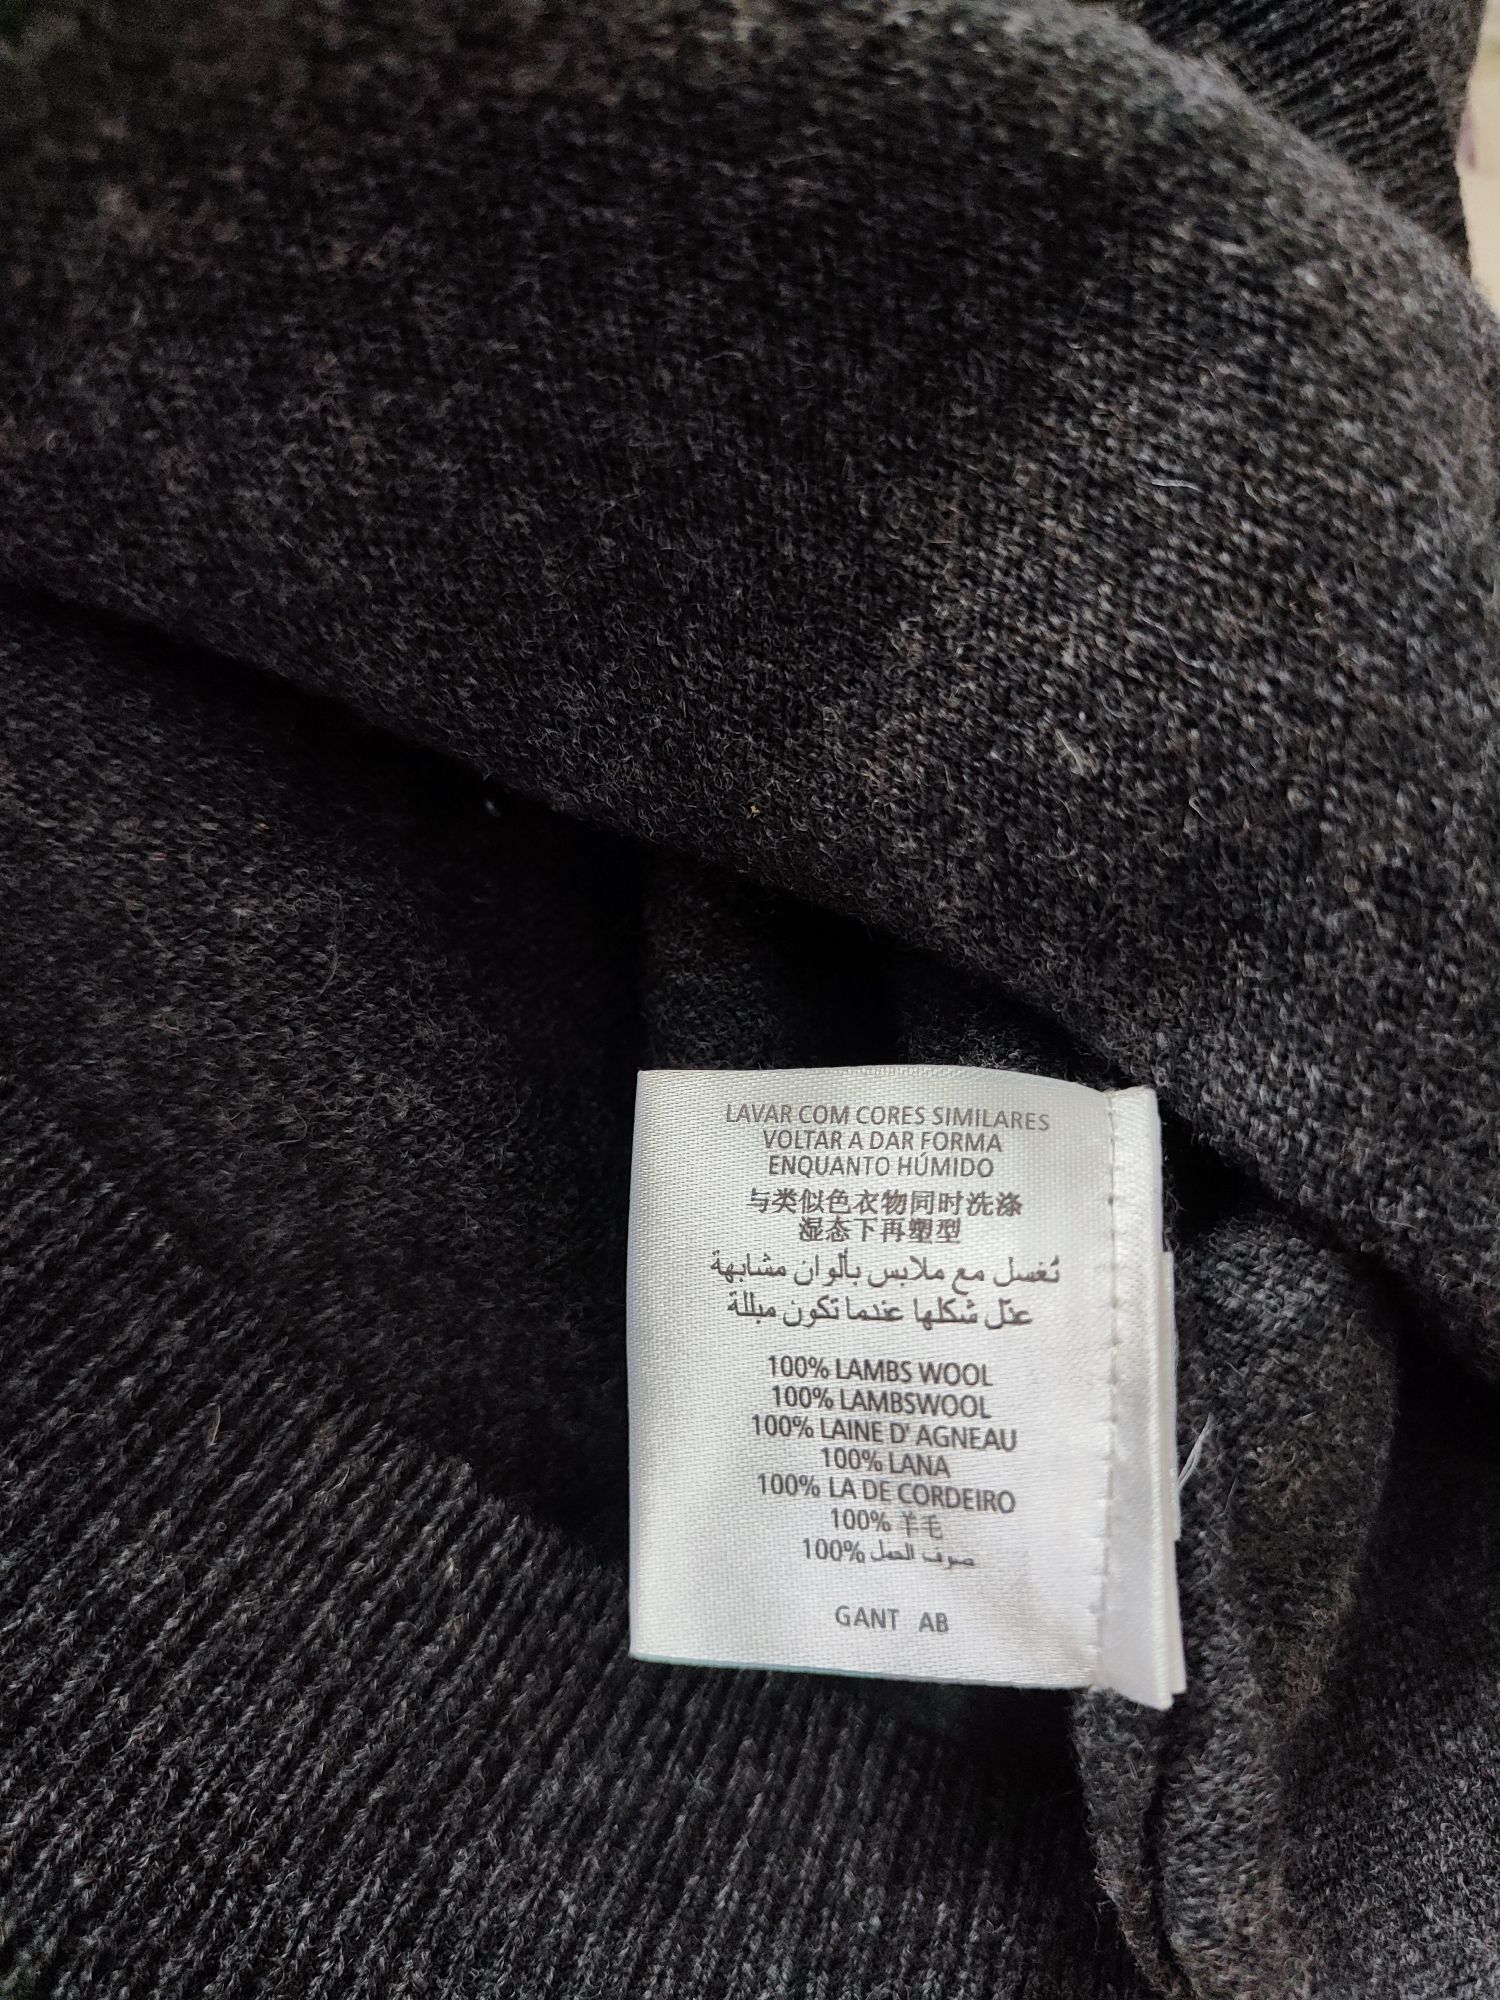 LAVAR COM CORES SIMILARES
VOLTAR A DAR FORMA
ENQUANTO HÚMIDO
与类似色衣物同时洗涤
湿态下再塑型
تُغسل مع ملابس بألوان مشابهة
عدّل شكلها عندما تكون مبللة
100% LAMBS WOOL
100% LAMBSWOOL
100% LAINE D' AGNEAU
100% LANA
100% LA DE CORDEIRO
100% 羊毛
100% صوف الحمل
GANT AB